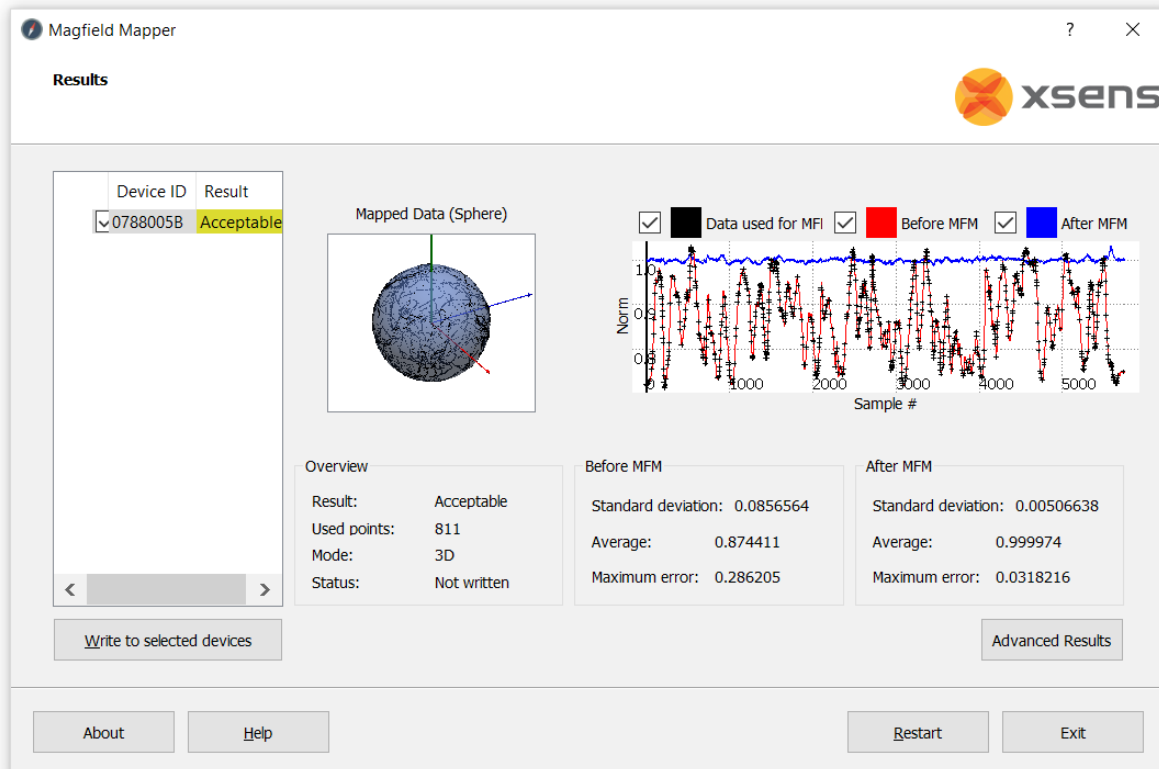 Magfield Mapper
?
Results
xsens
Device ID Result
0788005B Acceptable
Mapped Data (Sphere)
Data used for MFI Before MFM After MFM
Norm
1.0
0 1000 2000 3000 4000 5000
Sample #
Overview
Result: Acceptable
Used points: 811
Mode: 3D
Status: Not written
Before MFM
Standard deviation: 0.0856564
Average: 0.874411
Maximum error: 0.286205
After MFM
Standard deviation: 0.00506638
Average: 0.999974
Maximum error: 0.0318216
Write to selected devices
Advanced Results
About
Help
Restart
Exit